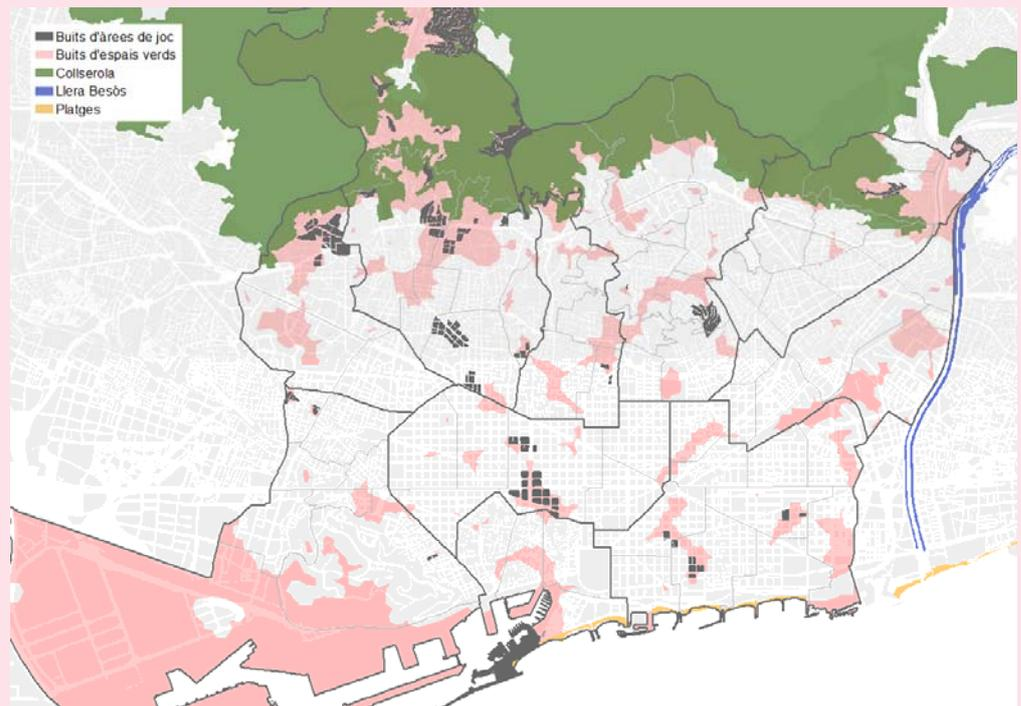 Buits d'àrees de joc
Buits d'espais verds
Collserola
Llera Besòs
Platges